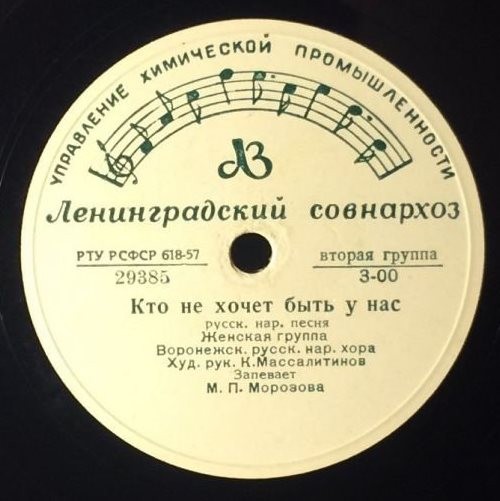 УПРАВЛЕНИЕ ХИМИЧЕСКОЙ ПРОМЫШЛЕННОСТИ
ЛЗ
Ленинградский совнархоз
РТУ РСФСР 618-57
29385
вторая группа
3-00
Кто не хочет быть у нас
русск. нар. песня
Женская группа
Воронежск. русск. нар. хора
Худ. рук. К.Массалитинов
Запевает
М. П. Морозова